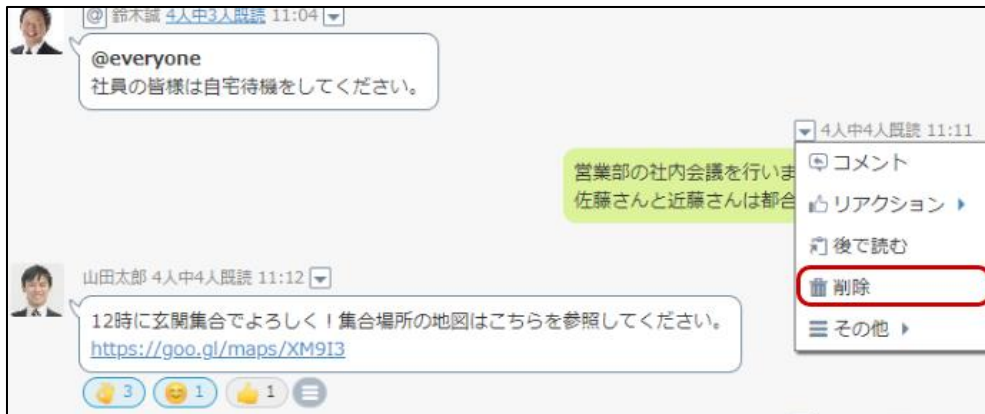 @ 鈴木誠 4人中3人既読 11:04
@everyone
社員の皆様は自宅待機をしてください。
4人中4人既読 11:11
営業部の社内会議を行いま
佐藤さんと近藤さんは都合
コメント
リアクション
後で読む
削除
その他
山田太郎 4人中4人既読 11:12
12時に玄関集合でよろしく！集合場所の地図はこちらを参照してください。
https://goo.gl/maps/XM9I3
3
1
1